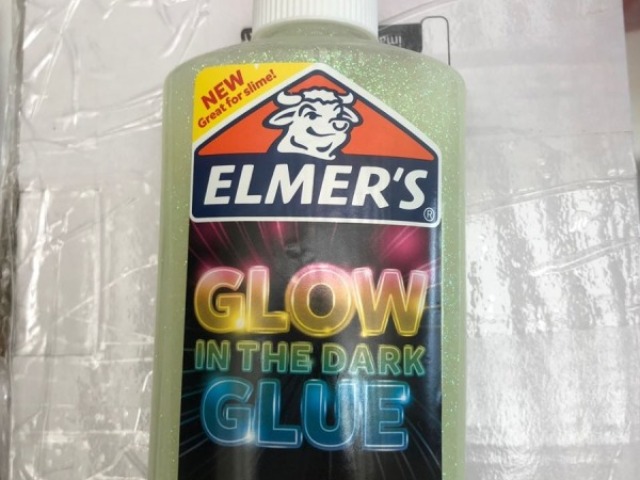 NEW
Great for slime!
ELMER'S®
GLOW
IN THE DARK
GLUE